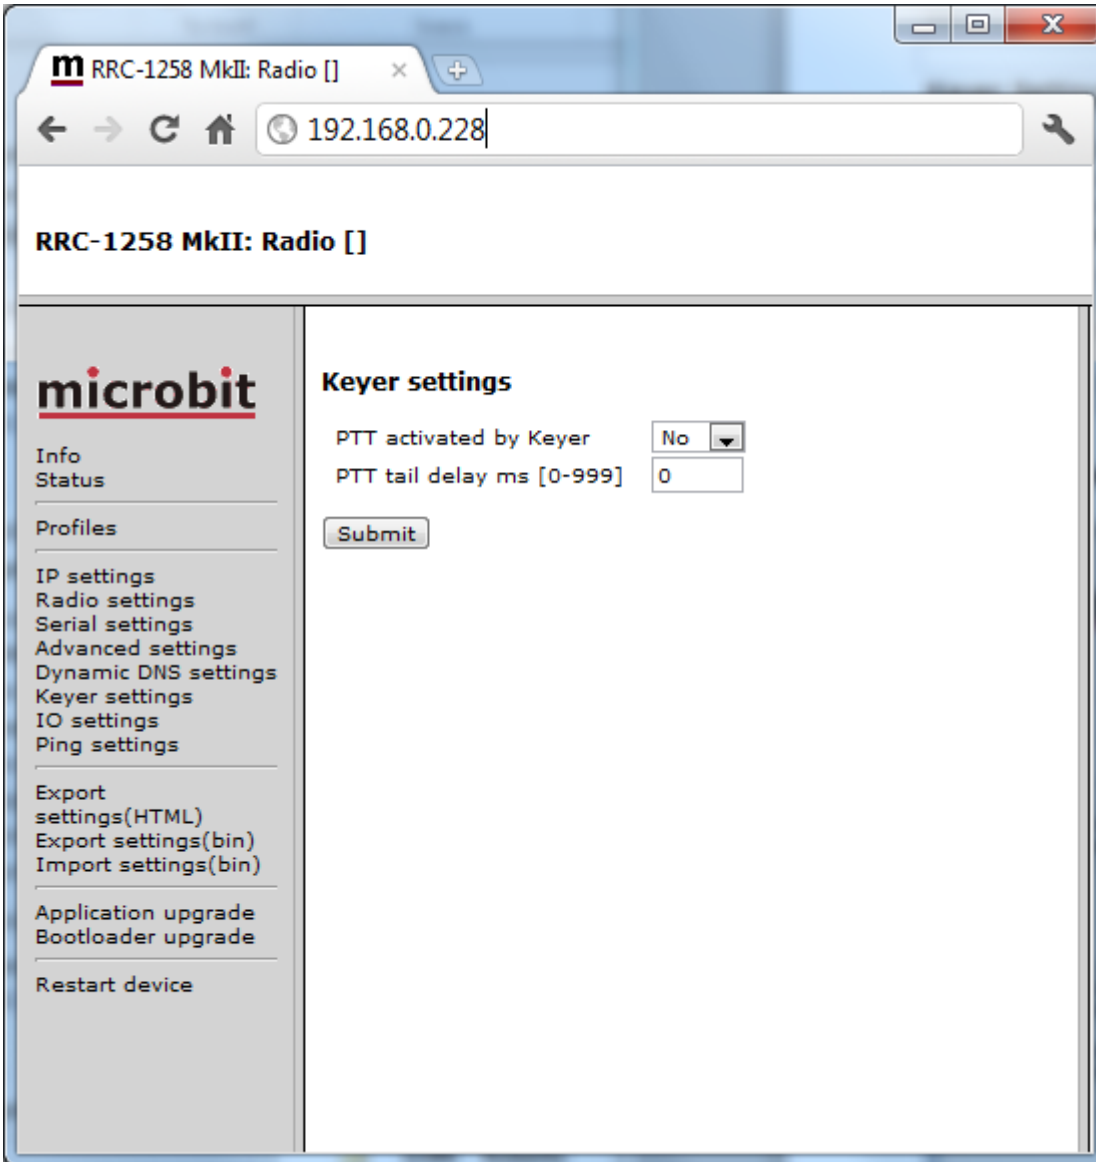 RRC-1258 MkII: Radio []
192.168.0.228
RRC-1258 MkII: Radio []
microbit
Info
Status
Profiles
IP settings
Radio settings
Serial settings
Advanced settings
Dynamic DNS settings
Keyer settings
IO settings
Ping settings
Export
settings(HTML)
Export settings(bin)
Import settings(bin)
Application upgrade
Bootloader upgrade
Restart device
Keyer settings
PTT activated by Keyer No
PTT tail delay ms [0-999] 0
Submit